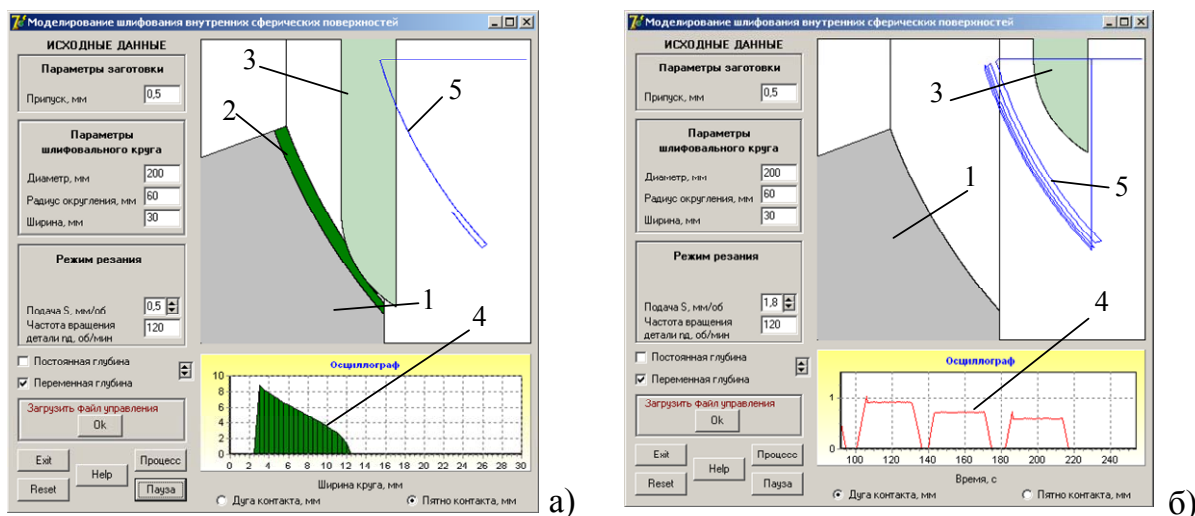 Моделирование шлифования внутренних сферических поверхностей
ИСХОДНЫЕ ДАННЫЕ
Параметры заготовки
Припуск, мм 0,5
Параметры
шлифовального круга
Диаметр, мм 200
Радиус округления, мм 60
Ширина, мм 30
Режим резания
Подача S, мм/об 0,5
Частота вращения 120
детали nд, об/мин
Постоянная глубина
Переменная глубина
Загрузить файл управления
Ok
Exit
Help
Процесс
Reset
Пауза
3
2
5
1
4
Осциллограф
10
8
6
4
2
0
0 2 4 6 8 10 12 14 16 18 20 22 24 26 28 30
Ширина круга, мм
Дуга контакта, мм
Пятно контакта, мм
а)
Моделирование шлифования внутренних сферических поверхностей
ИСХОДНЫЕ ДАННЫЕ
Параметры заготовки
Припуск, мм 0,5
Параметры
шлифовального круга
Диаметр, мм 200
Радиус округления, мм 60
Ширина, мм 30
Режим резания
Подача S, мм/об 1,8
Частота вращения 120
детали nд, об/мин
Постоянная глубина
Переменная глубина
Загрузить файл управления
Ok
Exit
Help
Процесс
Reset
Пауза
3
1
5
4
Осциллограф
1
0
100 120 140 160 180 200 220 240
Время, с
Дуга контакта, мм
Пятно контакта, мм
б)